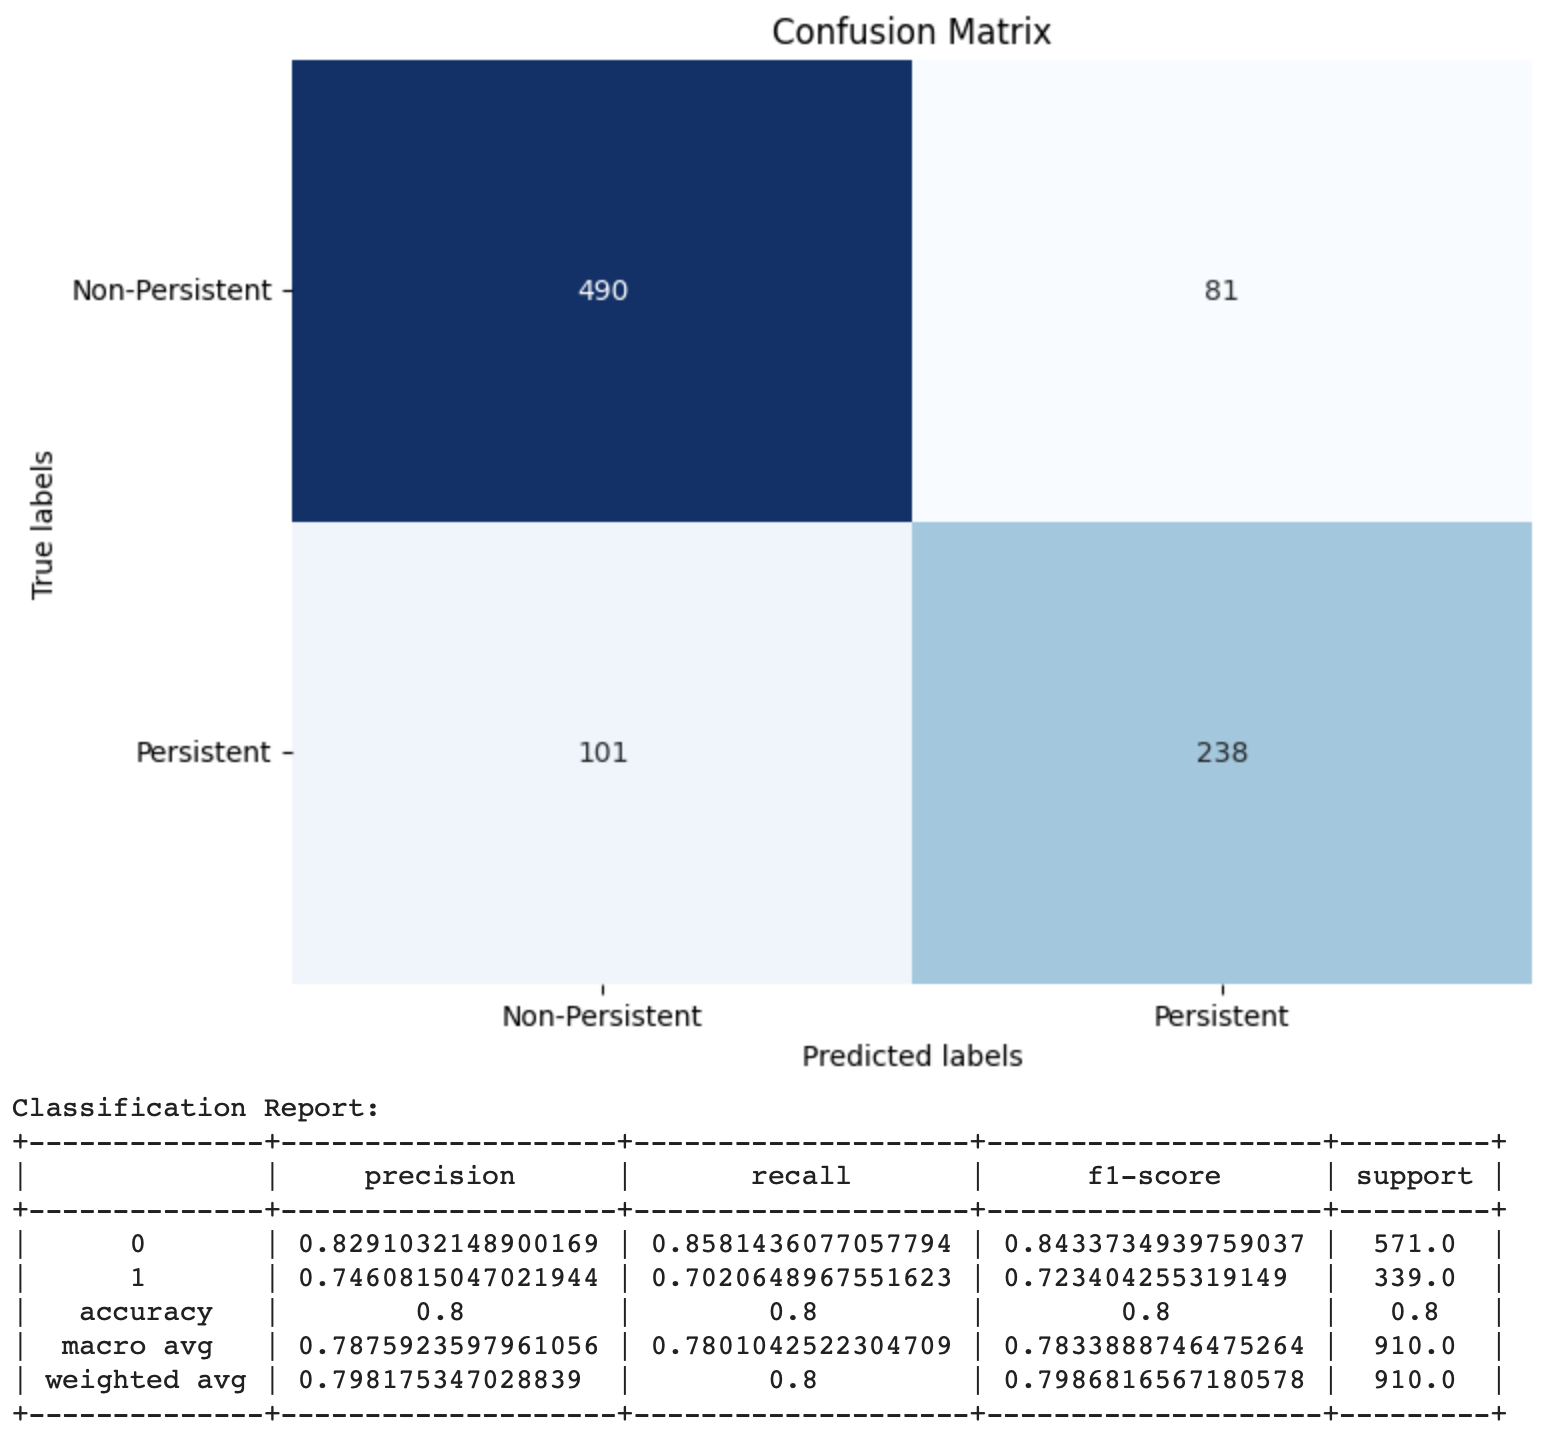 Confusion Matrix
Non-Persistent 490 81
True labels
Persistent 101 238
Non-Persistent Persistent
Predicted labels
Classification Report:
+--------------+--------------------+--------------------+--------------------+---------+
| | precision | recall | f1-score | support |
+--------------+--------------------+--------------------+--------------------+---------+
| 0 | 0.8291032148900169 | 0.8581436077057794 | 0.8433734939759037 | 571.0 |
| 1 | 0.7460815047021944 | 0.7020648967551623 | 0.723404255319149 | 339.0 |
| accuracy | 0.8 | 0.8 | 0.8 | 0.8 |
| macro avg | 0.7875923597961056 | 0.7801042522304709 | 0.7833888746475264 | 910.0 |
| weighted avg | 0.798175347028839 | 0.8 | 0.7986816567180578 | 910.0 |
+--------------+--------------------+--------------------+--------------------+---------+